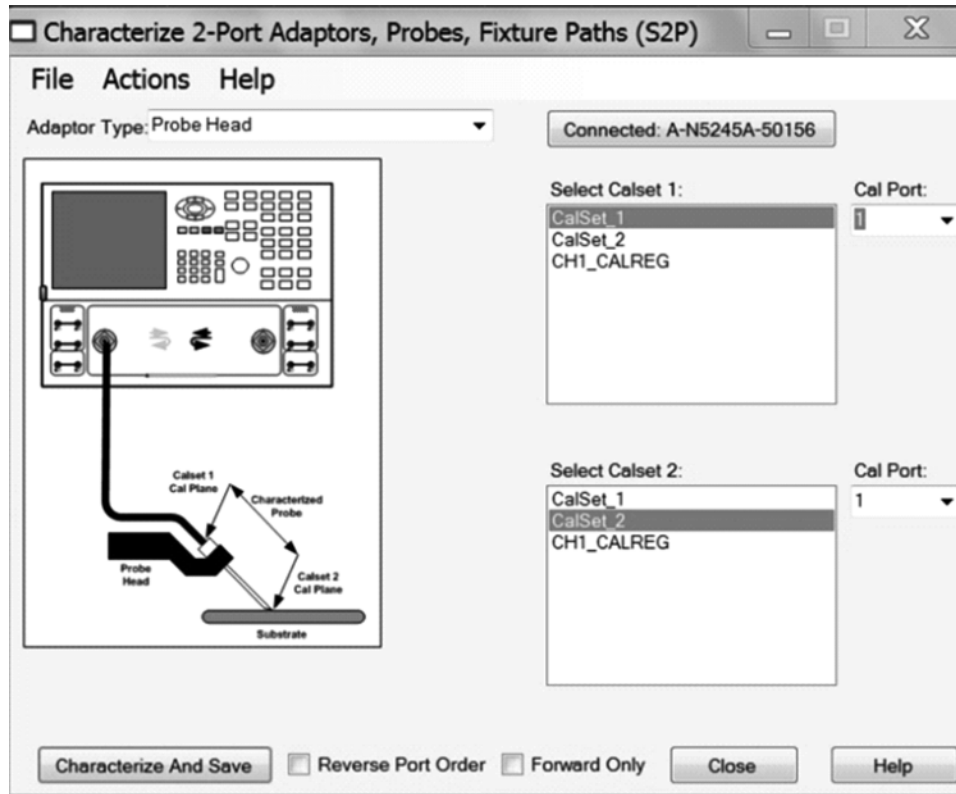 Characterize 2-Port Adaptors, Probes, Fixture Paths (S2P)
File Actions Help
Adaptor Type: Probe Head
Connected: A-N5245A-50156
Select Calset 1:
Cal Port:
CalSet_1
1
CalSet_2
CH1_CALREG
Calset 1
Cal Plane
Characterized
Probe
Probe
Head
Calset 2
Cal Plane
Substrate
Select Calset 2:
Cal Port:
CalSet_1
1
CalSet_2
CH1_CALREG
Characterize And Save
Reverse Port Order
Forward Only
Close
Help